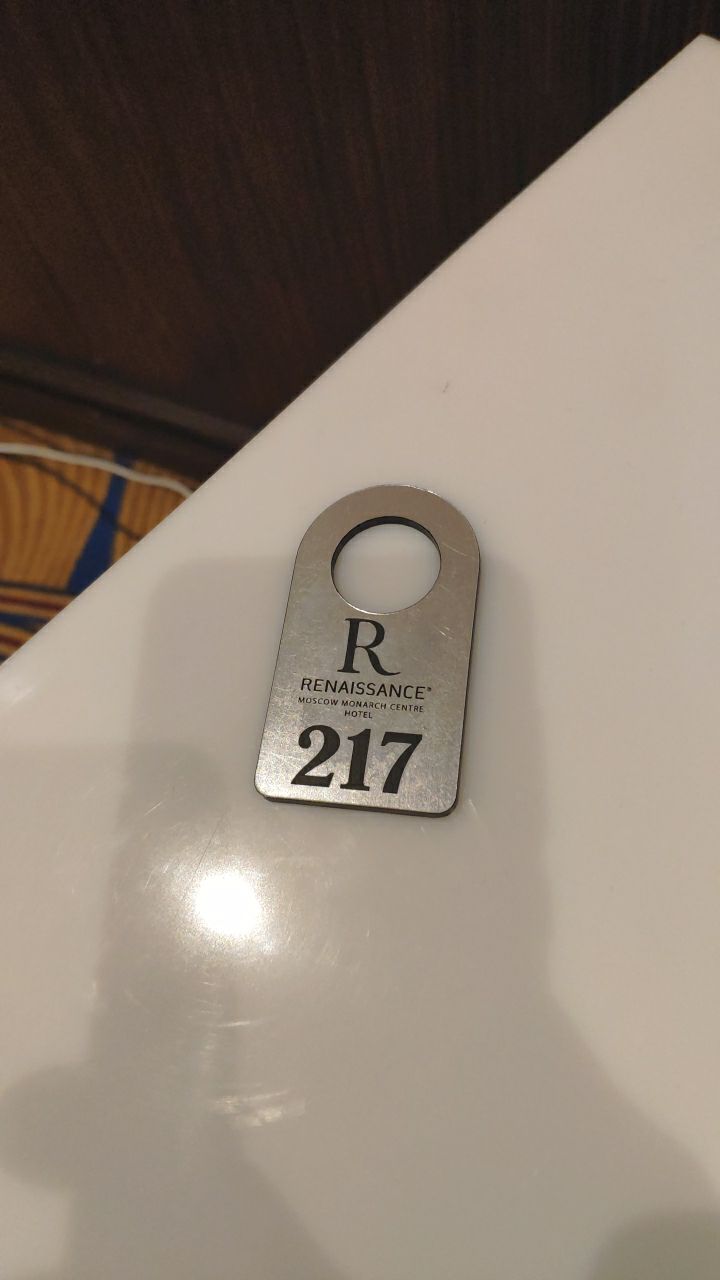 R
RENAISSANCE®
MOSCOW MONARCH CENTRE
HOTEL
217